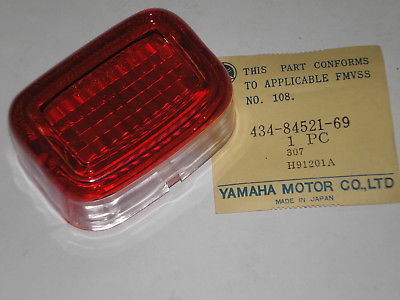 THIS PART CONFORMS
TO APPLICABLE FMVSS
NO. 108.
434-84521-69
1 PC
307
H91201A
YAMAHA MOTOR CO.,LTD
MADE IN JAPAN